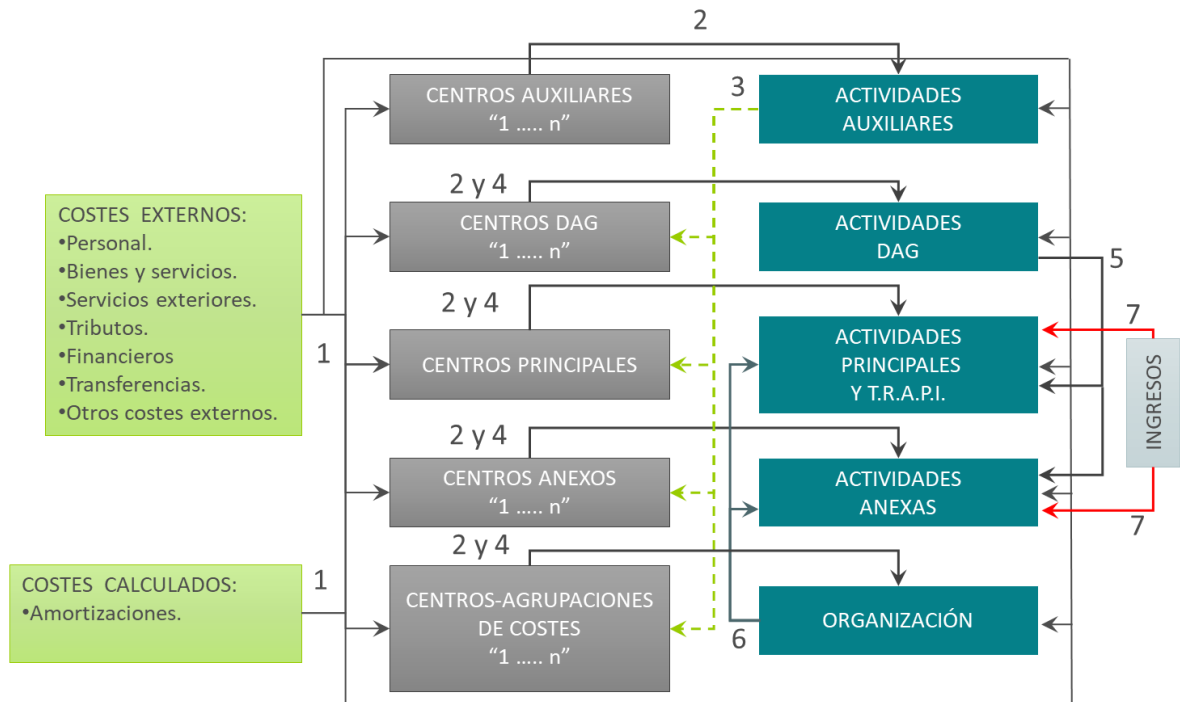 2
CENTROS AUXILIARES
“1 ..... n”
3
ACTIVIDADES
AUXILIARES
2 y 4
CENTROS DAG
“1 ..... n”
ACTIVIDADES
DAG
5
COSTES EXTERNOS:
•Personal.
•Bienes y servicios.
•Servicios exteriores.
•Tributos.
•Financieros
•Transferencias.
•Otros costes externos.
1
2 y 4
CENTROS PRINCIPALES
ACTIVIDADES
PRINCIPALES
Y T.R.A.P.I.
7
INGRESOS
2 y 4
CENTROS ANEXOS
“1 ..... n”
ACTIVIDADES
ANEXAS
7
2 y 4
COSTES CALCULADOS:
•Amortizaciones.
1
CENTROS-AGRUPACIONES
DE COSTES
“1 ..... n”
6
ORGANIZACIÓN